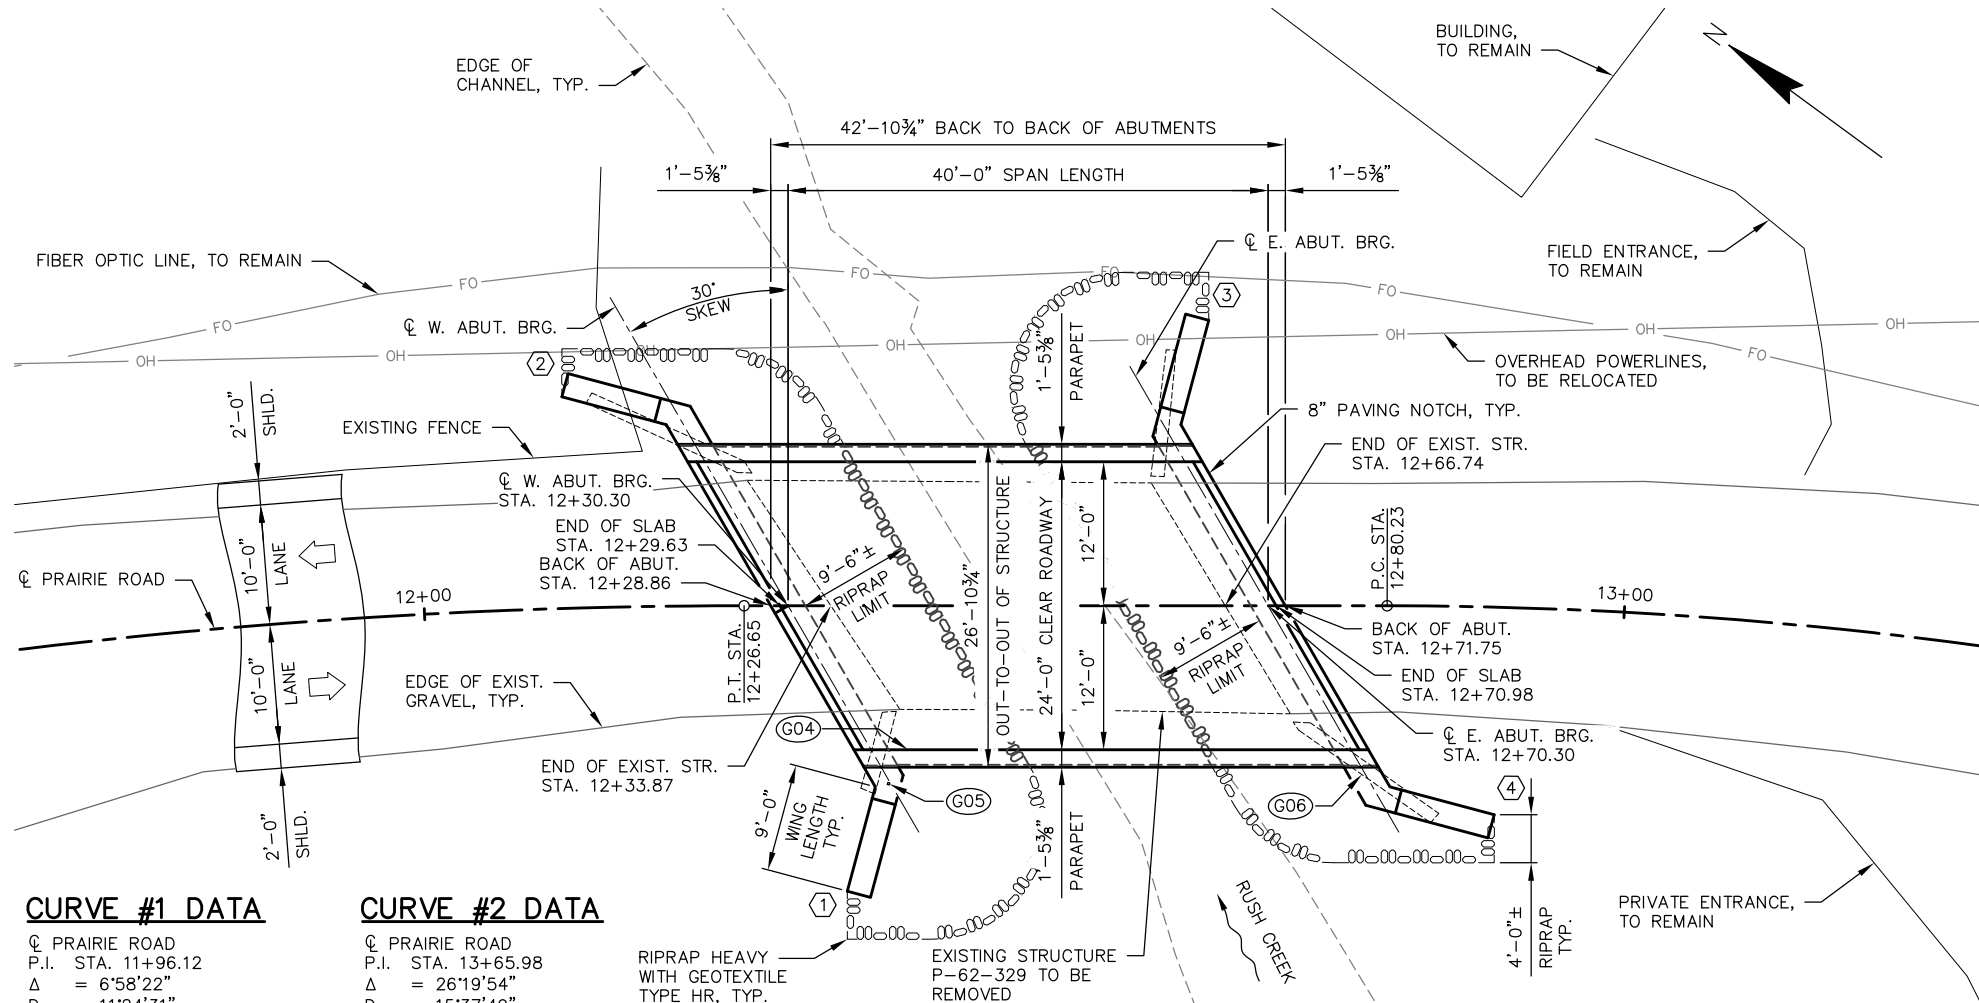 EDGE OF
CHANNEL, TYP.
BUILDING,
TO REMAIN
N
42'-10¾" BACK TO BACK OF ABUTMENTS
1'-5⅜"
40'-0" SPAN LENGTH
1'-5⅜"
FIBER OPTIC LINE, TO REMAIN
℄ E. ABUT. BRG.
FIELD ENTRANCE,
TO REMAIN
FO
FO
FO
FO
FO
FO
30°
SKEW
3
℄ W. ABUT. BRG.
OH
OH
OH
OH
OH
OH
OH
OH
2
OVERHEAD POWERLINES,
TO BE RELOCATED
1'-5⅜"
PARAPET
2'-0"
SHLD.
EXISTING FENCE
8" PAVING NOTCH, TYP.
END OF EXIST. STR.
STA. 12+66.74
℄ W. ABUT. BRG.
STA. 12+30.30
END OF SLAB
STA. 12+29.63
BACK OF ABUT.
STA. 12+28.86
10'-0"
LANE
9'-6"±
RIPRAP
LIMIT
26'-10¾"
OUT-TO-OUT OF STRUCTURE
24'-0" CLEAR ROADWAY
12'-0"
12'-0"
P.C. STA.
12+80.23
℄ PRAIRIE ROAD
12+00
13+00
P.T. STA.
12+26.65
9'-6"±
RIPRAP
LIMIT
BACK OF ABUT.
STA. 12+71.75
END OF SLAB
STA. 12+70.98
℄ E. ABUT. BRG.
STA. 12+70.30
10'-0"
LANE
EDGE OF EXIST.
GRAVEL, TYP.
G04
END OF EXIST. STR.
STA. 12+33.87
G05
G06
4
9'-0"
WING
LENGTH
TYP.
2'-0"
SHLD.
1'-5⅜"
PARAPET
1
RUSH CREEK
4'-0"±
RIPRAP
TYP.
PRIVATE ENTRANCE,
TO REMAIN
RIPRAP HEAVY
WITH GEOTEXTILE
TYPE HR, TYP.
EXISTING STRUCTURE
P-62-329 TO BE
REMOVED
CURVE #1 DATA
℄ PRAIRIE ROAD
P.I. STA. 11+96.12
Δ = 6°58'22"
CURVE #2 DATA
℄ PRAIRIE ROAD
P.I. STA. 13+65.98
Δ = 26°19'54"